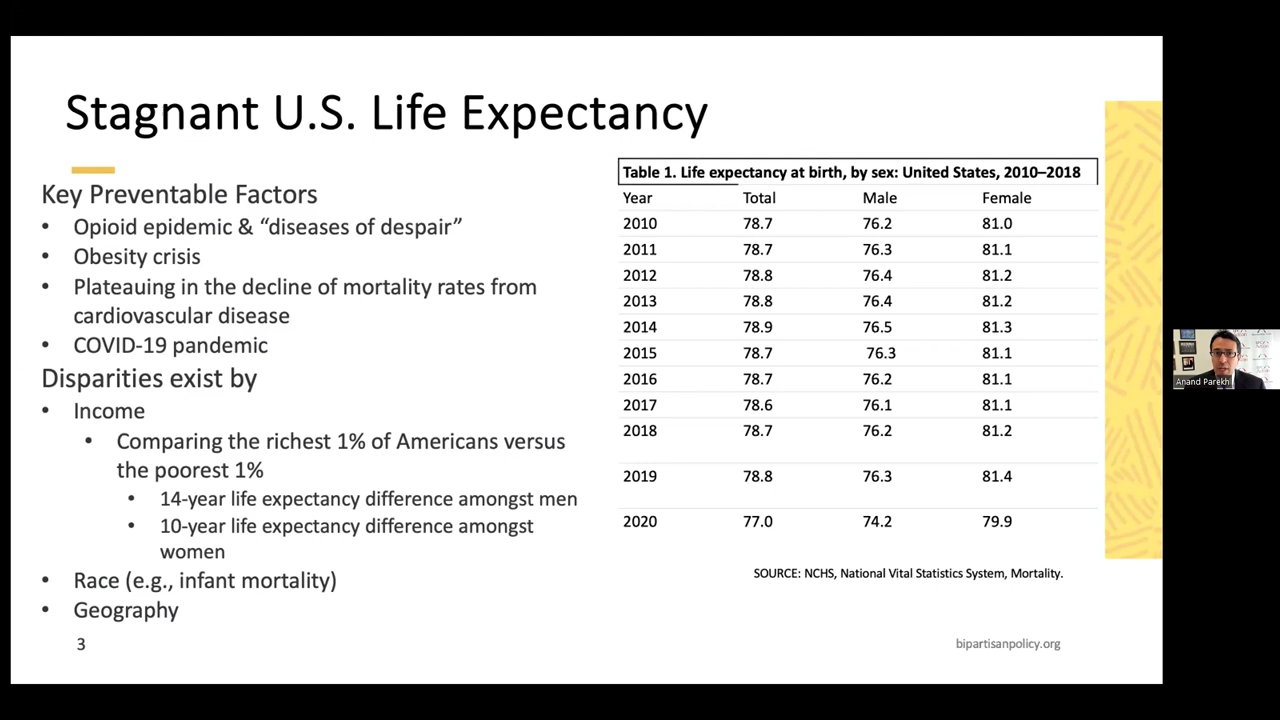 Stagnant U.S. Life Expectancy
Key Preventable Factors
• Opioid epidemic & “diseases of despair”
• Obesity crisis
• Plateauing in the decline of mortality rates from
cardiovascular disease
• COVID-19 pandemic
Disparities exist by
• Income
• Comparing the richest 1% of Americans versus
the poorest 1%
• 14-year life expectancy difference amongst men
• 10-year life expectancy difference amongst
women
• Race (e.g., infant mortality)
• Geography
3
Table 1. Life expectancy at birth, by sex: United States, 2010–2018
Year Total Male Female
2010 78.7 76.2 81.0
2011 78.7 76.3 81.1
2012 78.8 76.4 81.2
2013 78.8 76.4 81.2
2014 78.9 76.5 81.3
2015 78.7 76.3 81.1
2016 78.7 76.2 81.1
2017 78.6 76.1 81.1
2018 78.7 76.2 81.2
2019 78.8 76.3 81.4
2020 77.0 74.2 79.9
SOURCE: NCHS, National Vital Statistics System, Mortality.
bipartisanpolicy.org
Anand Parekh